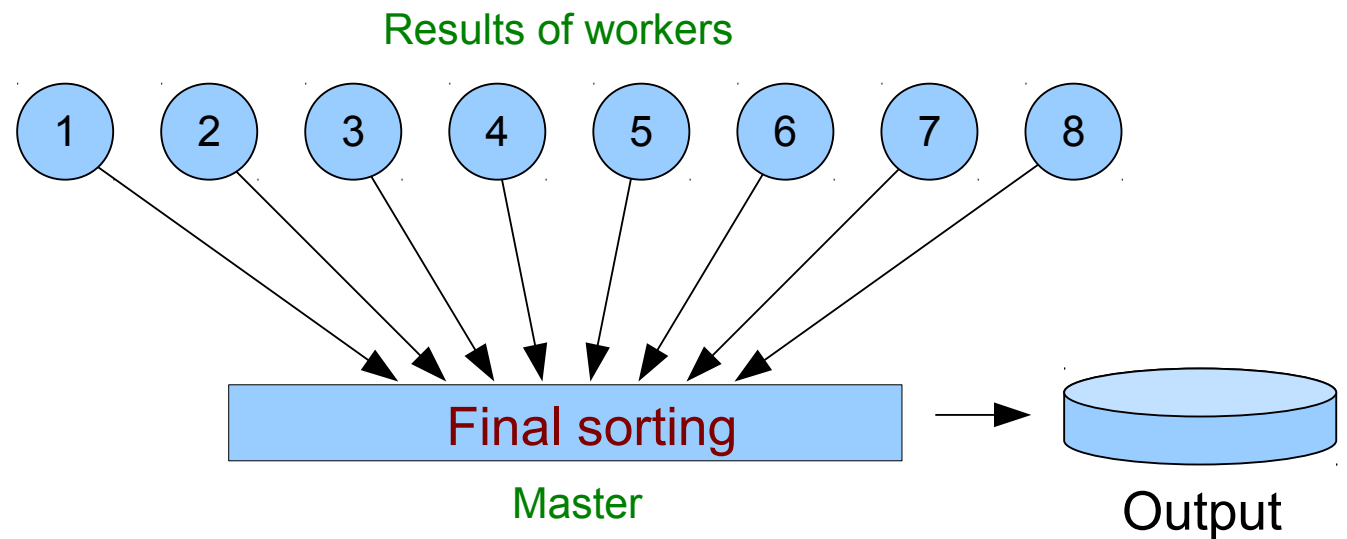 Results of workers
1 2 3 4 5 6 7 8
Final sorting
Master
Output